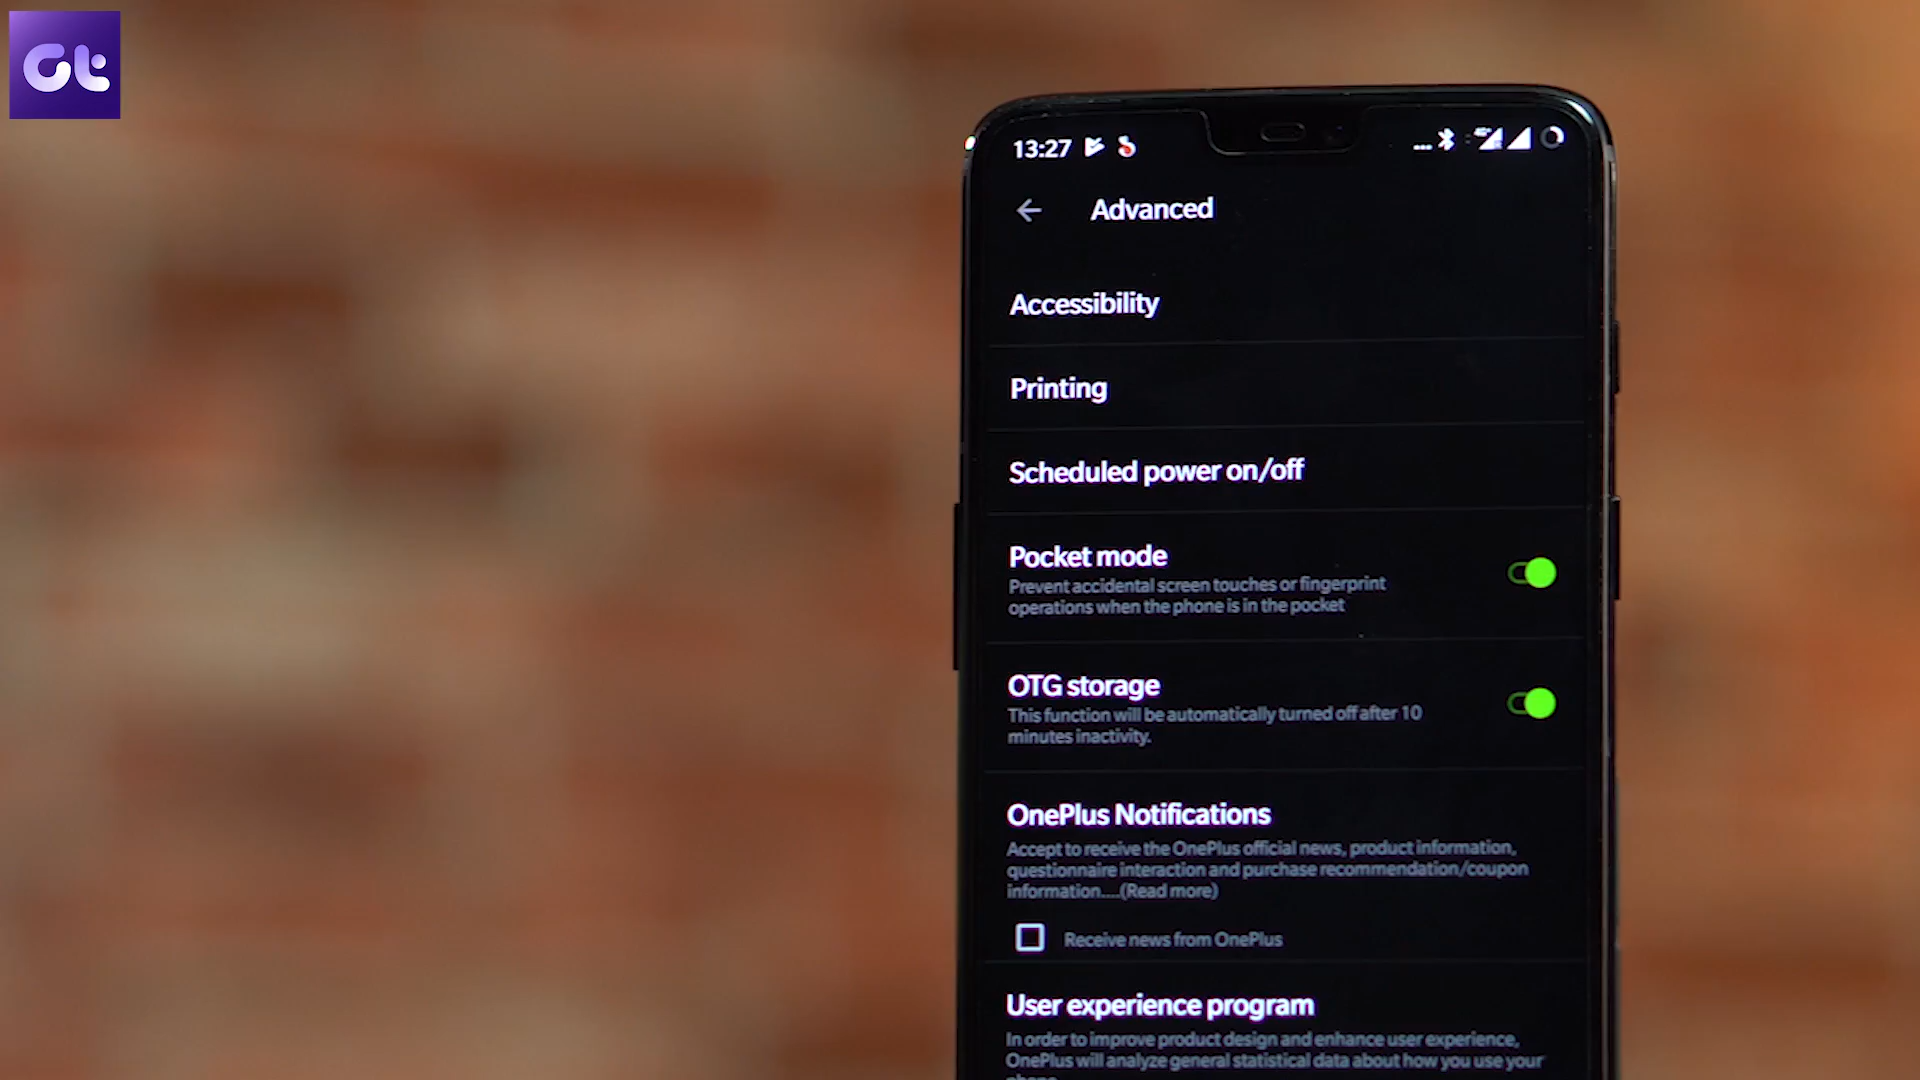 Gt
13:27
4G+
Advanced
Accessibility
Printing
Scheduled power on/off
Pocket mode
Prevent accidental screen touches or fingerprint
operations when the phone is in the pocket
OTG storage
This function will be automatically turned off after 10
minutes inactivity.
OnePlus Notifications
Accept to receive the OnePlus official news, product information,
questionnaire interaction and purchase recommendation/coupon
information....(Read more)
Receive news from OnePlus
User experience program
In order to improve product design and enhance user experience,
OnePlus will analyze general statistical data about how you use your
phone